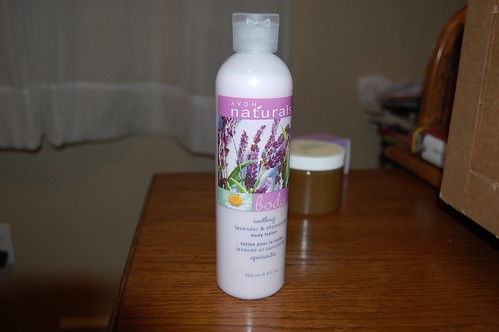 AVON
naturals
body
soothing
lavender & chamomile
body lotion
lotion pour le corps
lavande et camomille
apaisante